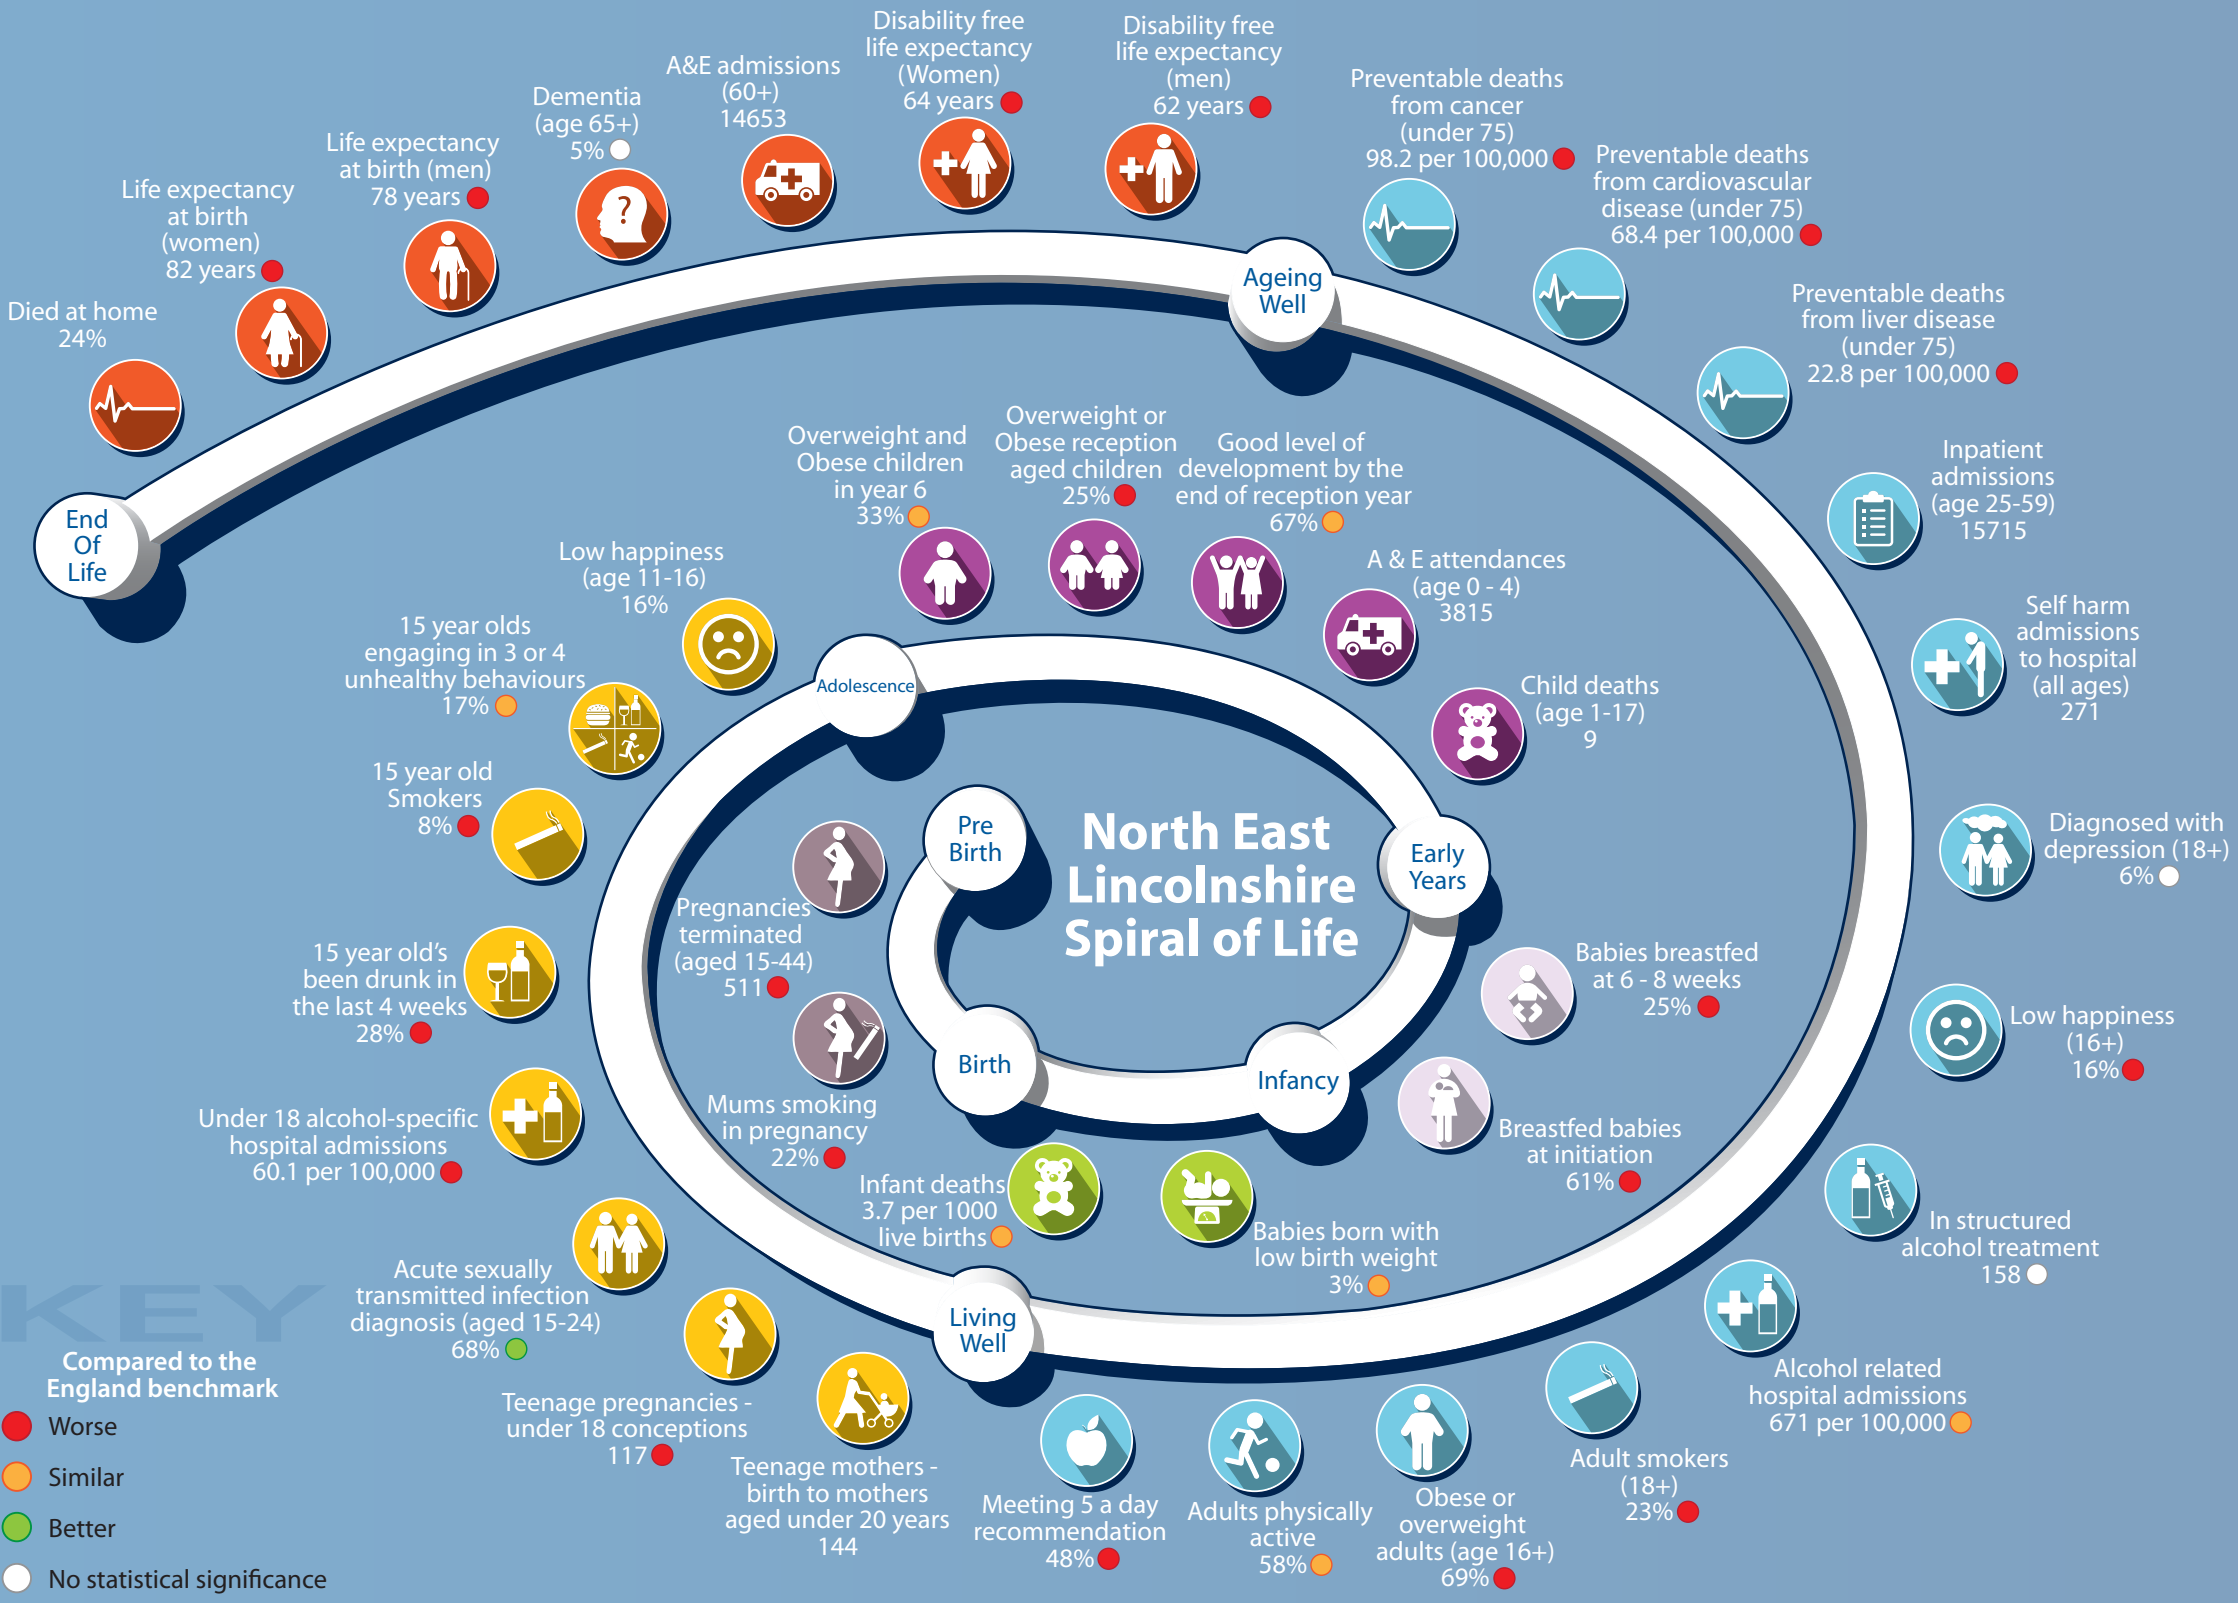 Disability free
life expectancy
(Women)
64 years
Disability free
life expectancy
(men)
62 years
A&E admissions
(60+)
14653
Dementia
(age 65+)
5%
Life expectancy
at birth (men)
78 years
Life expectancy
at birth
(women)
82 years
Died at home
24%
Preventable deaths
from cancer
(under 75)
98.2 per 100,000
Preventable deaths
from cardiovascular
disease (under 75)
68.4 per 100,000
Preventable deaths
from liver disease
(under 75)
22.8 per 100,000
Inpatient
admissions
(age 25-59)
15715
Self harm
admissions
to hospital
(all ages)
271
Diagnosed with
depression (18+)
6%
Low happiness
(16+)
16%
In structured
alcohol treatment
158
Alcohol related
hospital admissions
671 per 100,000
Adult smokers
(18+)
23%
Obese or
overweight
adults (age 16+)
69%
Adults physically
active
58%
Meeting 5 a day
recommendation
48%
Ageing
Well
End
Of
Life
?
Overweight and
Obese children
in year 6
33%
Overweight or
Obese reception
aged children
25%
Good level of
development by the
end of reception year
67%
A & E attendances
(age 0 - 4)
3815
Child deaths
(age 1-17)
9
Low happiness
(age 11-16)
16%
15 year olds
engaging in 3 or 4
unhealthy behaviours
17%
15 year old
Smokers
8%
15 year old's
been drunk in
the last 4 weeks
28%
Under 18 alcohol-specific
hospital admissions
60.1 per 100,000
Acute sexually
transmitted infection
diagnosis (aged 15-24)
68%
Teenage pregnancies -
under 18 conceptions
117
Teenage mothers -
birth to mothers
aged under 20 years
144
Adolescence
Pre
Birth
North East
Lincolnshire
Spiral of Life
Early
Years
Pregnancies
terminated
(aged 15-44)
511
Mums smoking
in pregnancy
22%
Birth
Infancy
Babies breastfed
at 6 - 8 weeks
25%
Breastfed babies
at initiation
61%
Infant deaths
3.7 per 1000
live births
Babies born with
low birth weight
3%
Living
Well
KEY
Compared to the
England benchmark
Worse
Similar
Better
No statistical significance